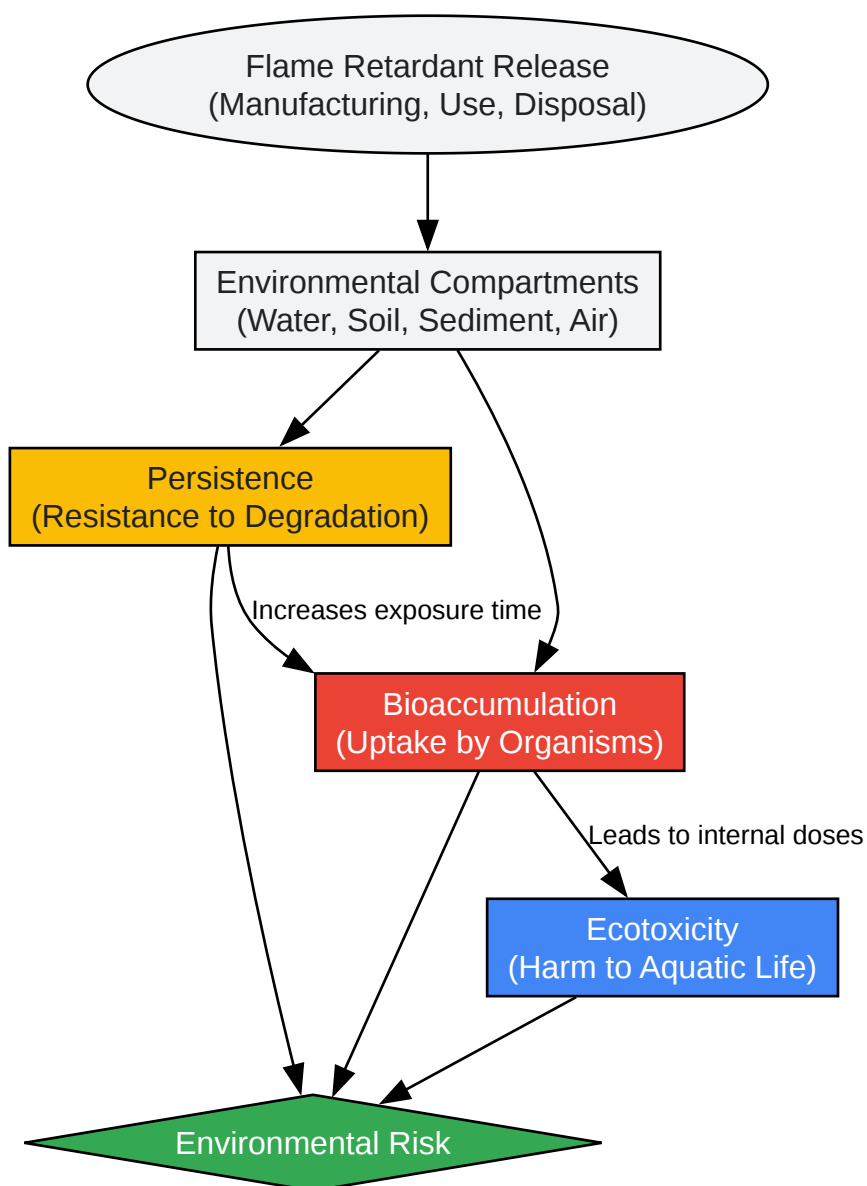 Flame Retardant Release
(Manufacturing, Use, Disposal)
Environmental Compartments
(Water, Soil, Sediment, Air)
Persistence
(Resistance to Degradation)
Increases exposure time
Bioaccumulation
(Uptake by Organisms)
Leads to internal doses
Ecotoxicity
(Harm to Aquatic Life)
Environmental Risk